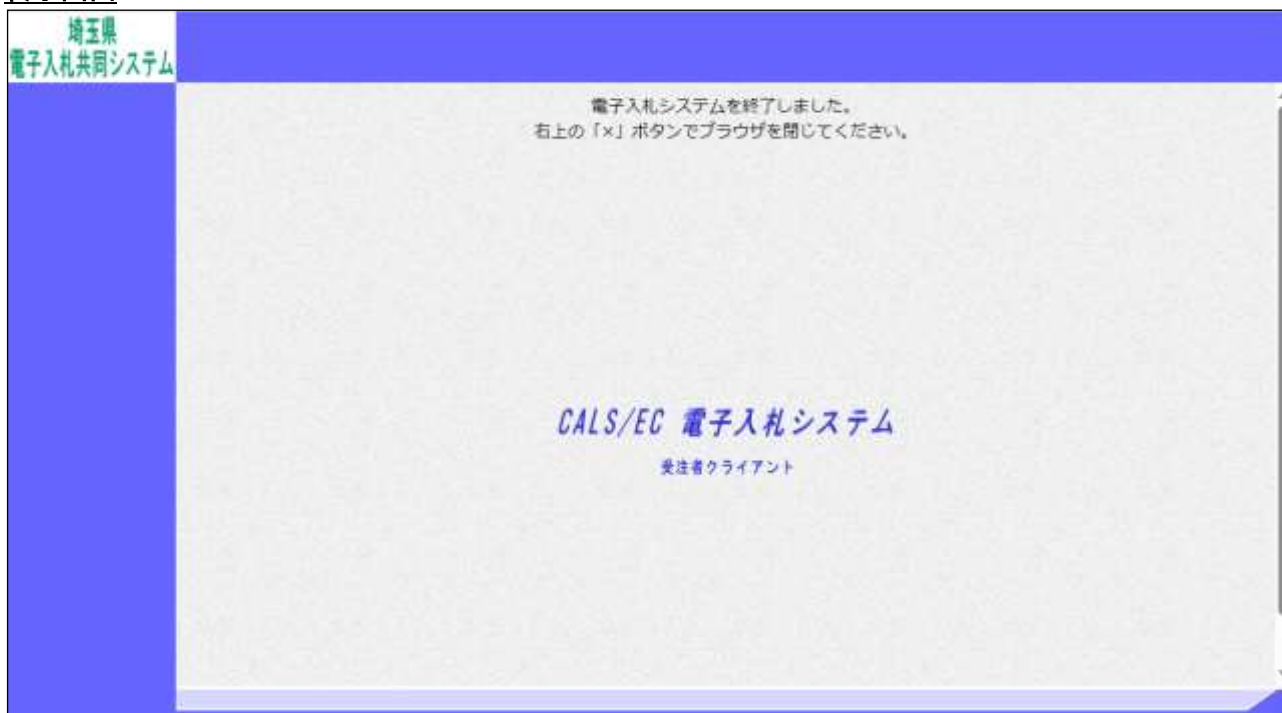 埼玉県
電子入札共同システム
電子入札システムを終了しました。
右上の「×」ボタンでブラウザを閉じてください。
CALS/EC 電子入札システム
受注者クライアント